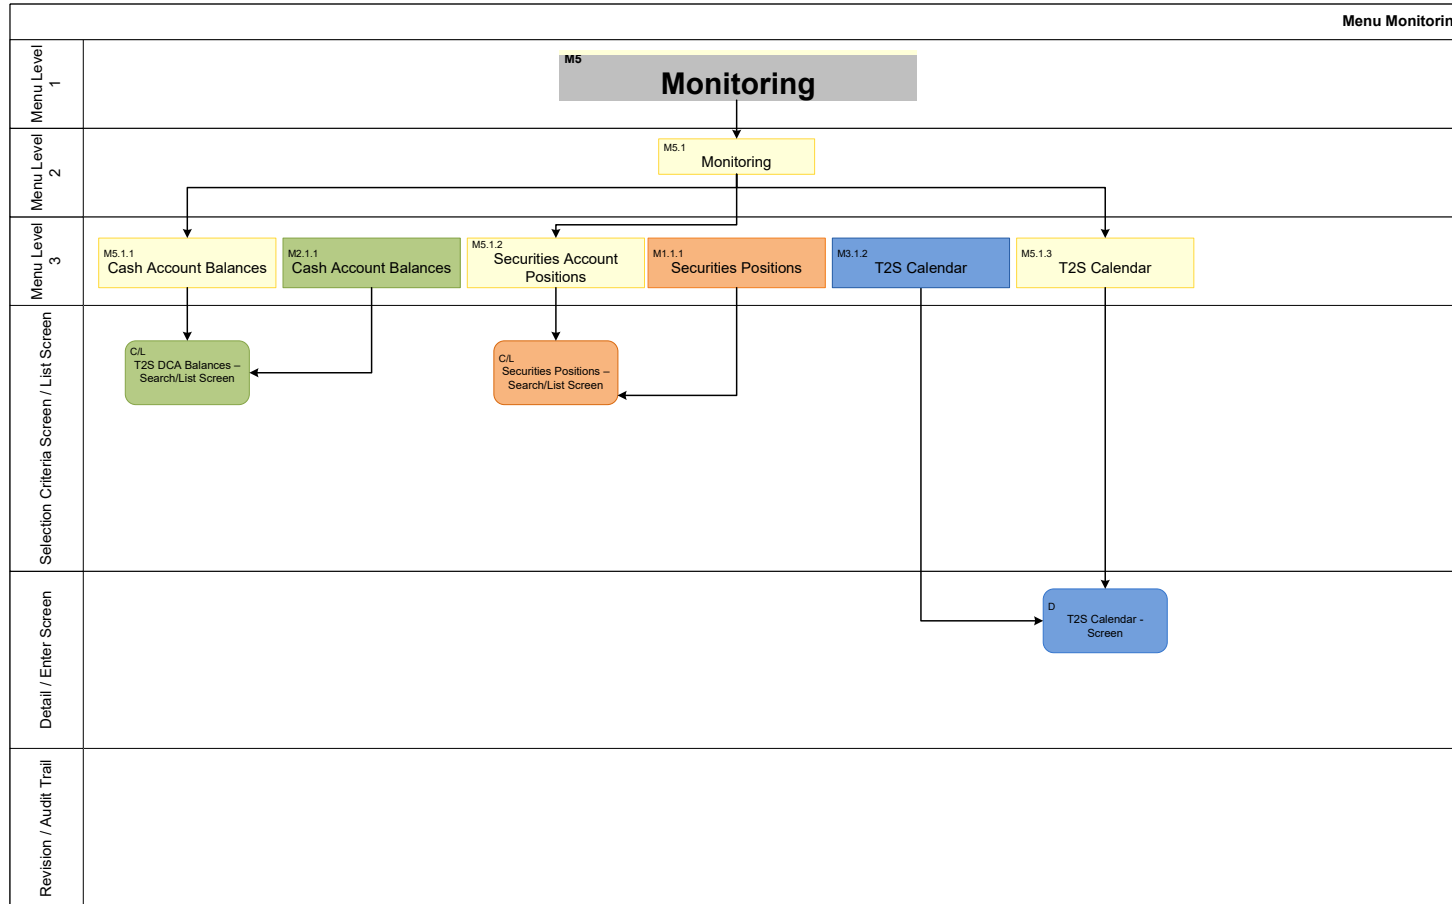 Menu Monitorin
Menu Level
1
M5
Monitoring
Menu Level
2
M5.1
Monitoring
Menu Level
3
M5.1.1
Cash Account Balances
M2.1.1
Cash Account Balances
M5.1.2
Securities Account
Positions
M1.1.1
Securities Positions
M3.1.2
T2S Calendar
M5.1.3
T2S Calendar
Selection Criteria Screen / List Screen
C/L
T2S DCA Balances –
Search/List Screen
C/L
Securities Positions –
Search/List Screen
Detail / Enter Screen
D
T2S Calendar -
Screen
Revision / Audit Trail